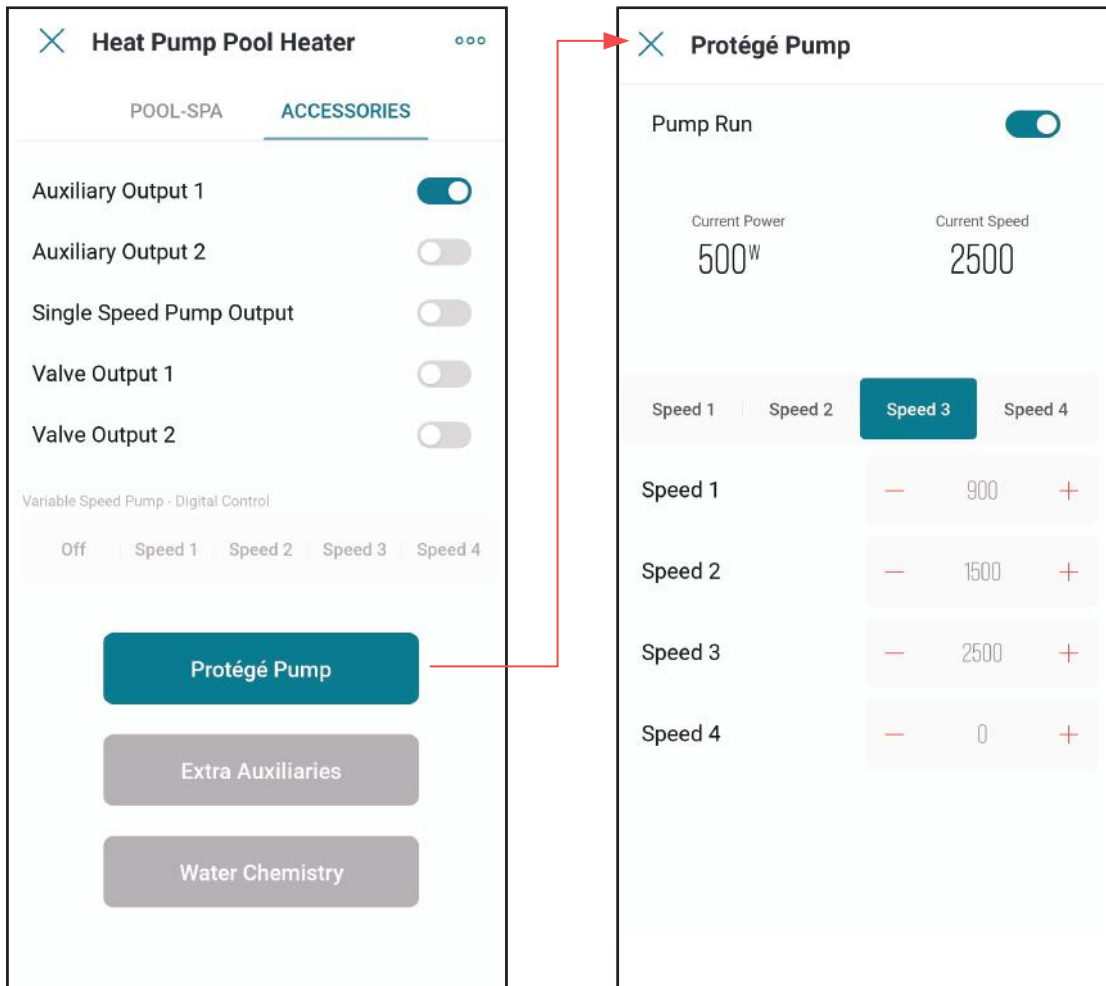 Heat Pump Pool Heater
POOL-SPA ACCESSORIES
Auxiliary Output 1
Auxiliary Output 2
Single Speed Pump Output
Valve Output 1
Valve Output 2
Variable Speed Pump - Digital Control
Off Speed 1 Speed 2 Speed 3 Speed 4
Protégé Pump
Extra Auxiliaries
Water Chemistry
Protégé Pump
Pump Run
Current Power Current Speed
500W 2500
Speed 1 Speed 2 Speed 3 Speed 4
Speed 1 — 900 +
Speed 2 — 1500 +
Speed 3 — 2500 +
Speed 4 — 0 +